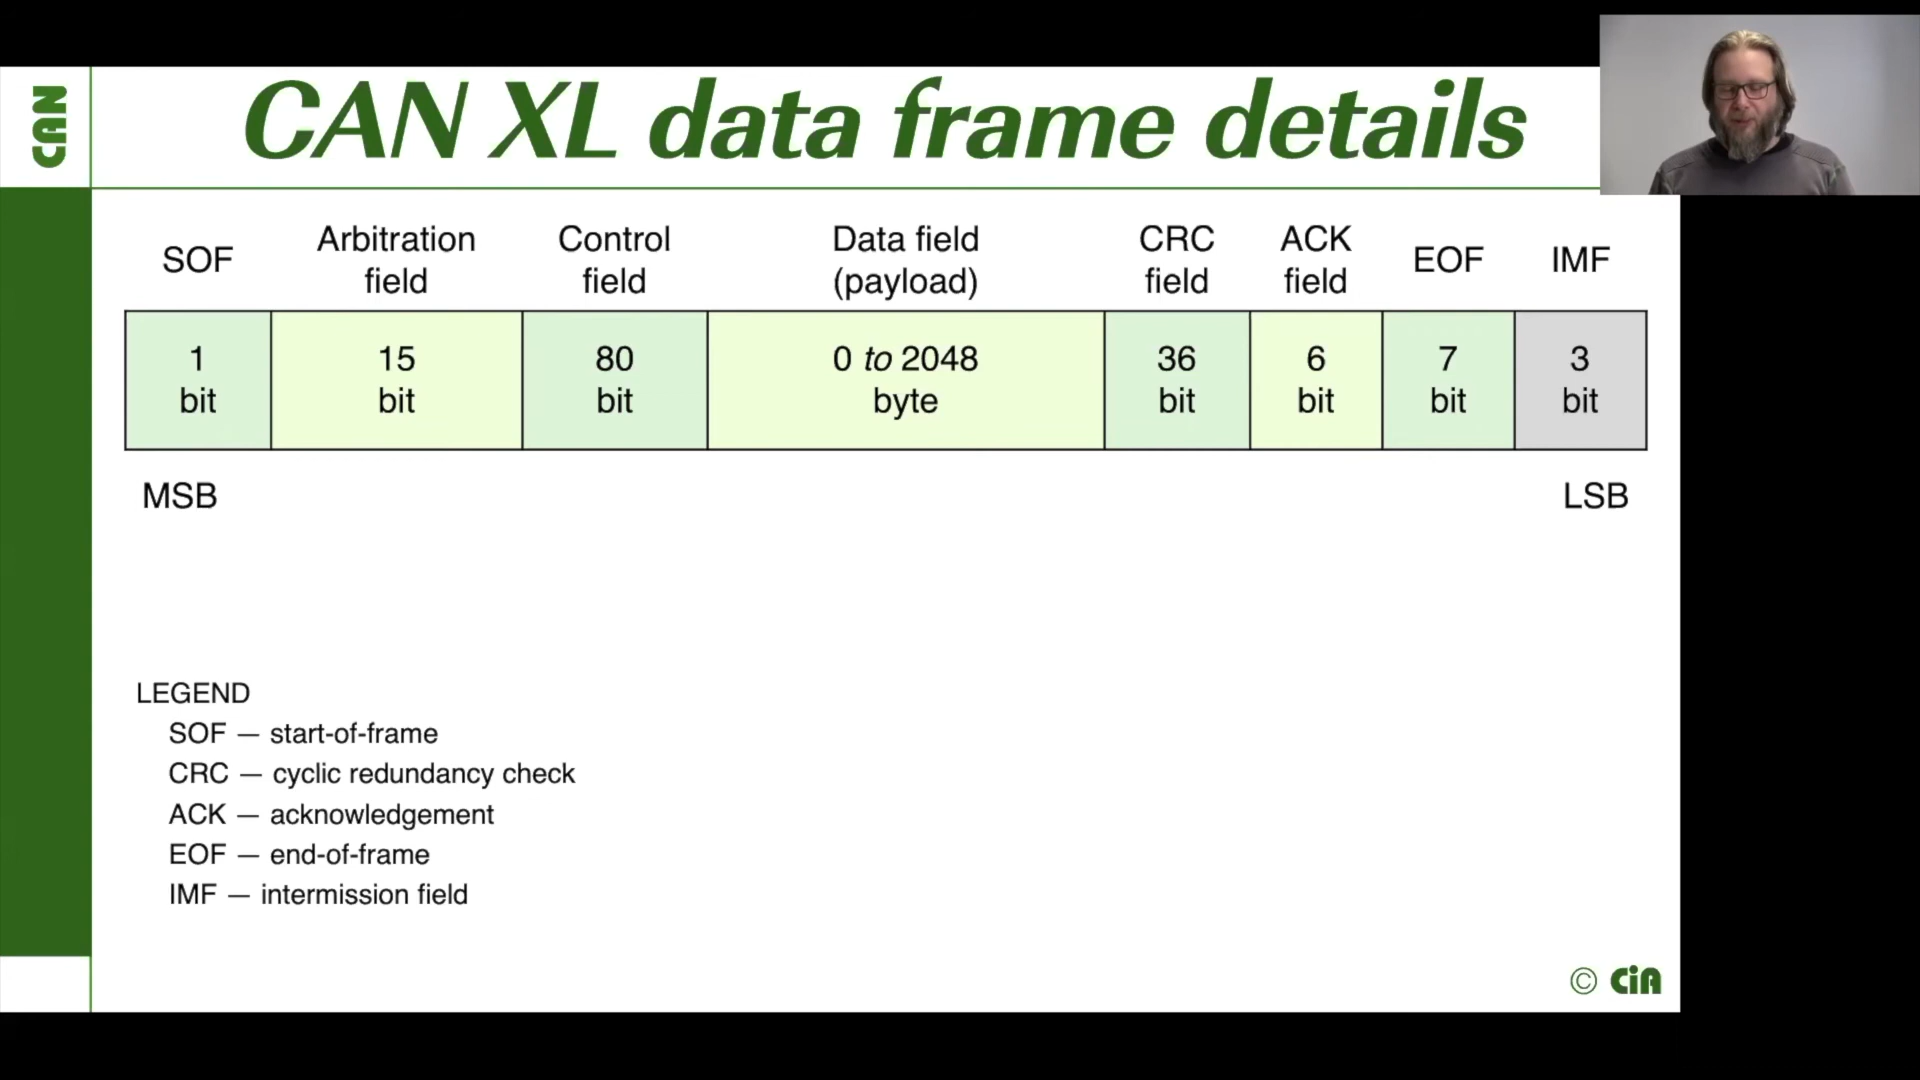 CAN
CAN XL data frame details
SOF
Arbitration
field
Control
field
Data field
(payload)
CRC
field
ACK
field
EOF
IMF
1
bit
15
bit
80
bit
0 to 2048
byte
36
bit
6
bit
7
bit
3
bit
MSB
LSB
LEGEND
SOF — start-of-frame
CRC — cyclic redundancy check
ACK — acknowledgement
EOF — end-of-frame
IMF — intermission field
© CiA